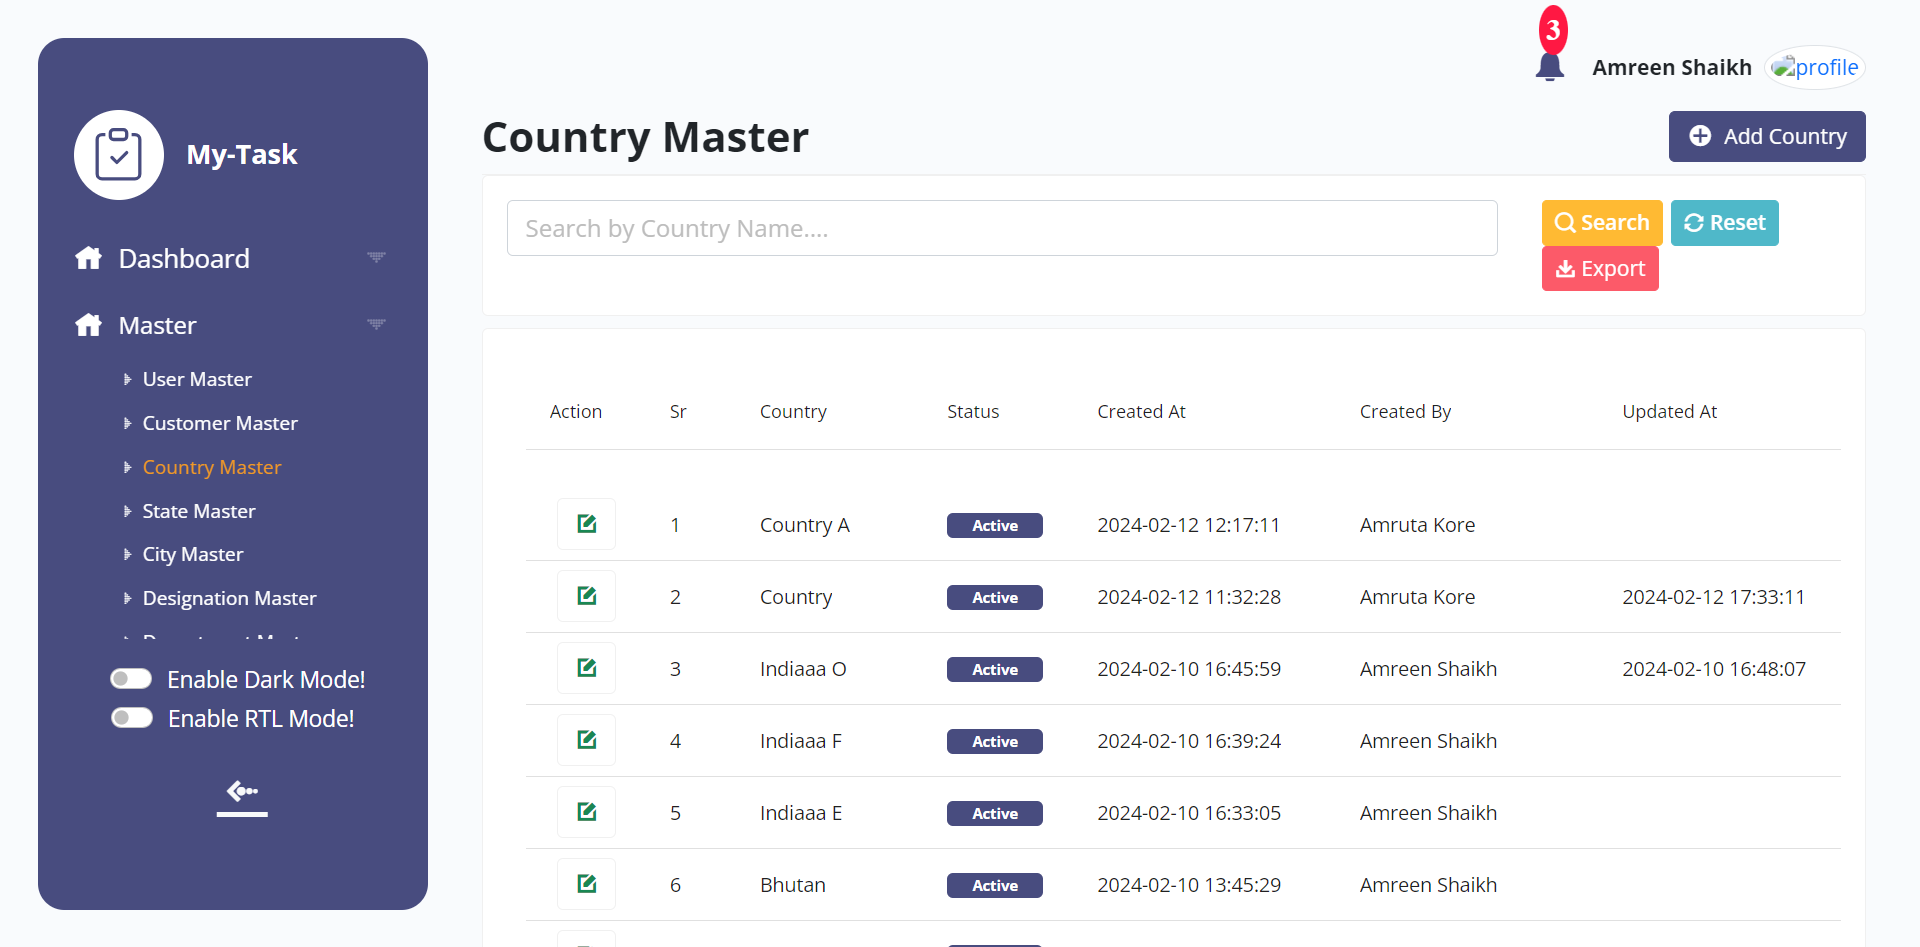 3
Amreen Shaikh profile
My-Task
Country Master
Add Country
Search by Country Name....
Search Reset
Export
Dashboard
Master
User Master
Customer Master
Country Master
State Master
City Master
Designation Master
Enable Dark Mode!
Enable RTL Mode!
Action Sr Country Status Created At Created By Updated At
1 Country A Active 2024-02-12 12:17:11 Amruta Kore
2 Country Active 2024-02-12 11:32:28 Amruta Kore 2024-02-12 17:33:11
3 Indiaaa O Active 2024-02-10 16:45:59 Amreen Shaikh 2024-02-10 16:48:07
4 Indiaaa F Active 2024-02-10 16:39:24 Amreen Shaikh
5 Indiaaa E Active 2024-02-10 16:33:05 Amreen Shaikh
6 Bhutan Active 2024-02-10 13:45:29 Amreen Shaikh